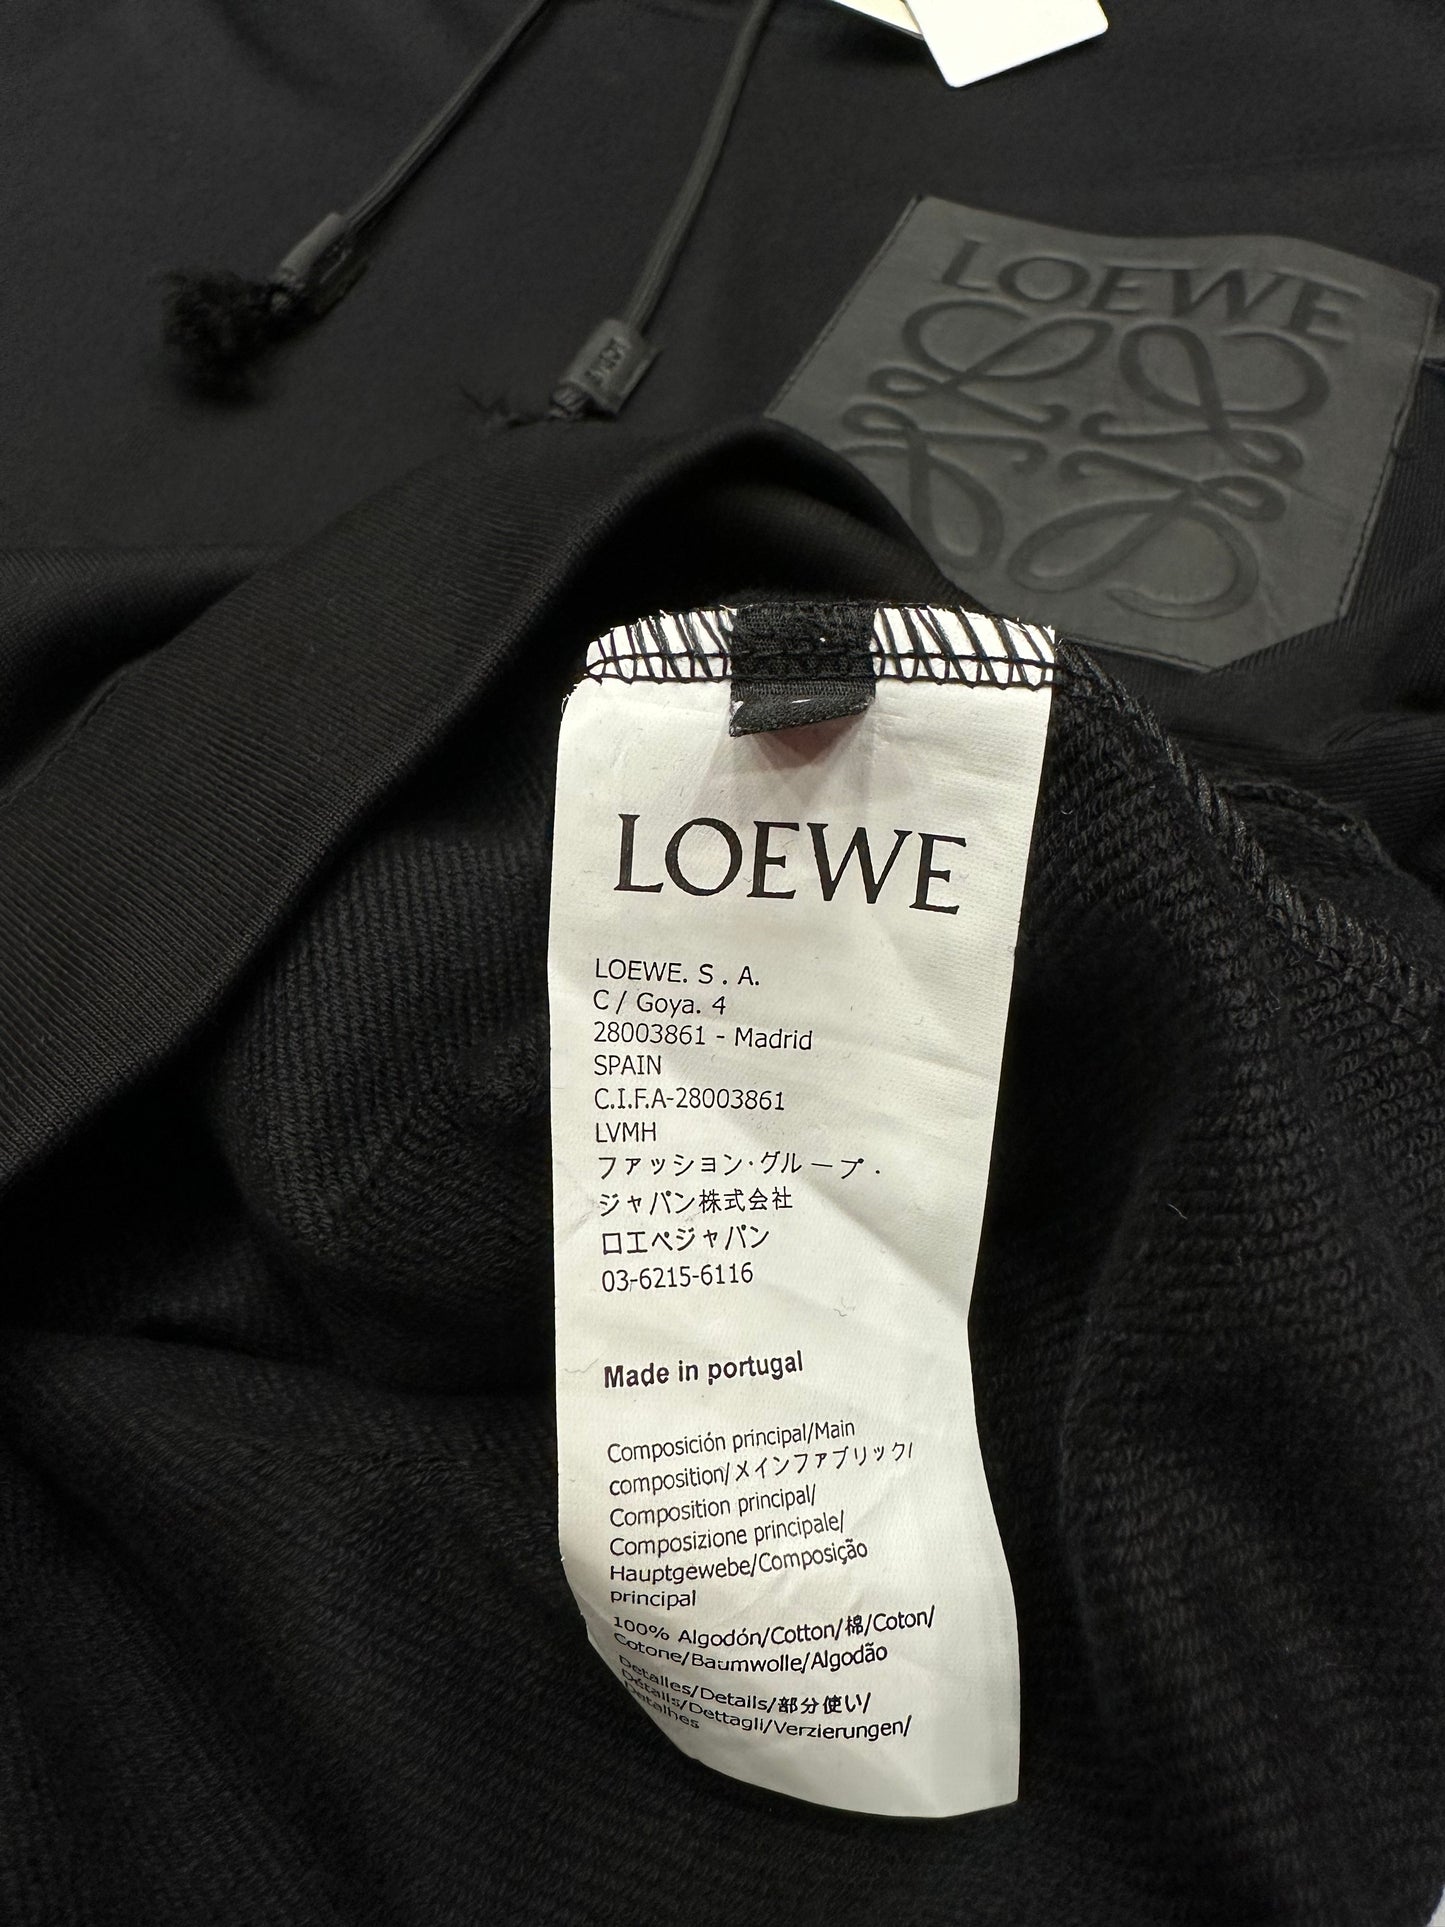 LOEWE
LOEWE
LOEWE. S . A.
C / Goya. 4
28003861 - Madrid
SPAIN
C.I.F.A-28003861
LVMH
ファッション·グループ .
ジャパン株式会社
ロエベジャパン
03-6215-6116
Made in portugal
Composición principal/Main
composition/メインファブリック/
Composition principal/
Composizione principale/
Hauptgewebe/Composição
principal
100% Algodón/Cotton/棉/Coton/
Cotone/Baumwolle/Algodão
Detalles/Details/部分使い/
Détails/Dettagli/Verzierungen/
Detalhes